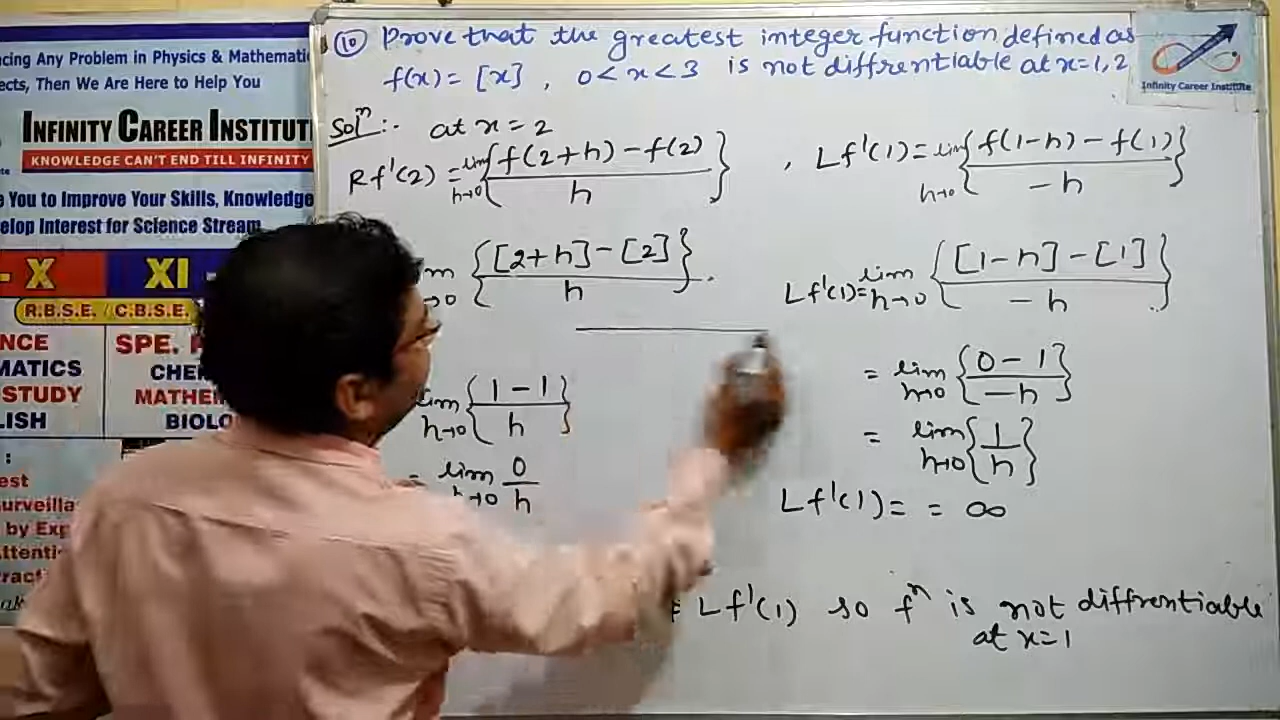 (10) Prove that the greatest integer function defined as
f(x) = [x] , 0 < x < 3 is not diffrentiable at x=1,2
Infinity Career Institute
Solⁿ:- at x = 2
Rf'(2) = lim h→0 { f(2+h) - f(2) / h }
, Lf'(1) = lim h→0 { f(1-h) - f(1) / -h }
{ [2+h] - [2] / h } .
Lf'(1) = lim h→0 { [1-h] - [1] / -h }
lim h→0 { 1 - 1 / h }
= lim h→0 { 0 - 1 / -h }
= lim h→0 0 / h
= lim h→0 { 1 / h }
Lf'(1) = = ∞
≠ Lf'(1) so fⁿ is not diffrentiable
at x=1
cing Any Problem in Physics & Mathemati
ects, Then We Are Here to Help You
INFINITY CAREER INSTITUT
KNOWLEDGE CAN'T END TILL INFINITY
e You to Improve Your Skills, Knowledge
elop Interest for Science Stream
- X XI -
R.B.S.E. / C.B.S.E.
NCE SPE.
MATICS CHE
STUDY MATHE
LISH BIOLO
:
est
urveilla
by Exp
ttenti